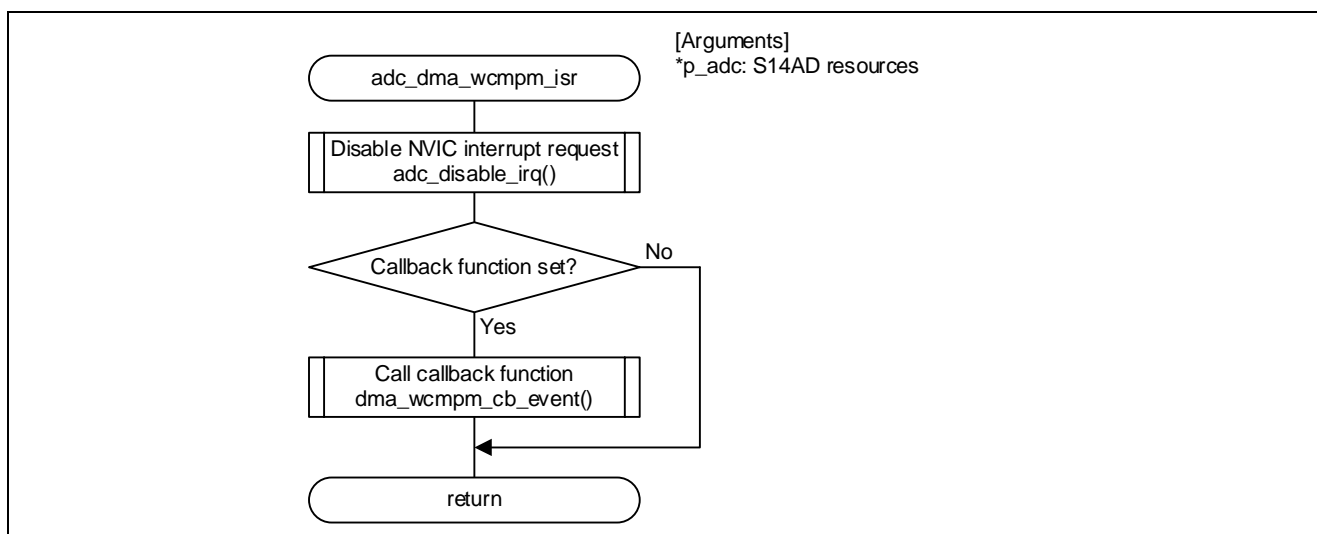 [Arguments]
*p_adc: S14AD resources
adc_dma_wcmpm_isr
Disable NVIC interrupt request
adc_disable_irq()
Callback function set?
No
Yes
Call callback function
dma_wcmpm_cb_event()
return